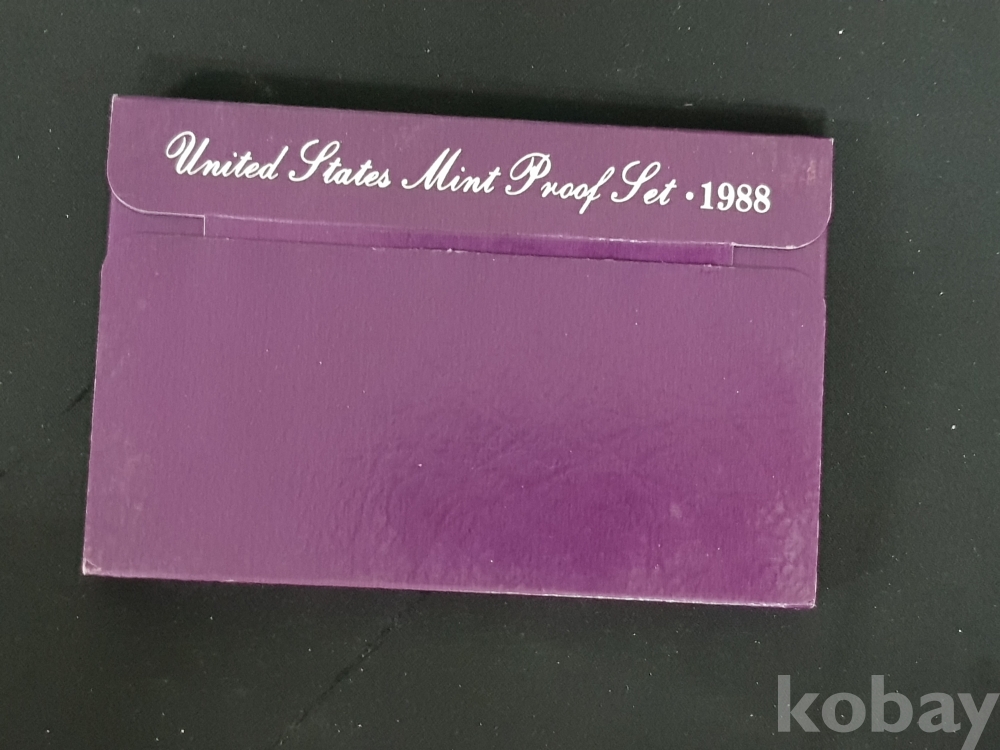 United States Mint Proof Set • 1988
kobay